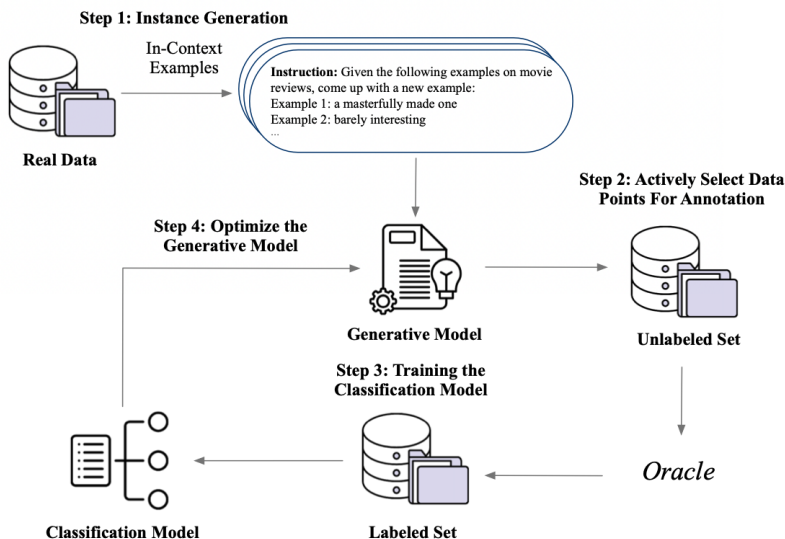 Step 1: Instance Generation
In-Context
Examples
Real Data
Instruction: Given the following examples on movie
reviews, come up with a new example:
Example 1: a masterfully made one
Example 2: barely interesting
...
Step 2: Actively Select Data
Points For Annotation
Step 4: Optimize the
Generative Model
Generative Model
Unlabeled Set
Step 3: Training the
Classification Model
Oracle
Classification Model
Labeled Set